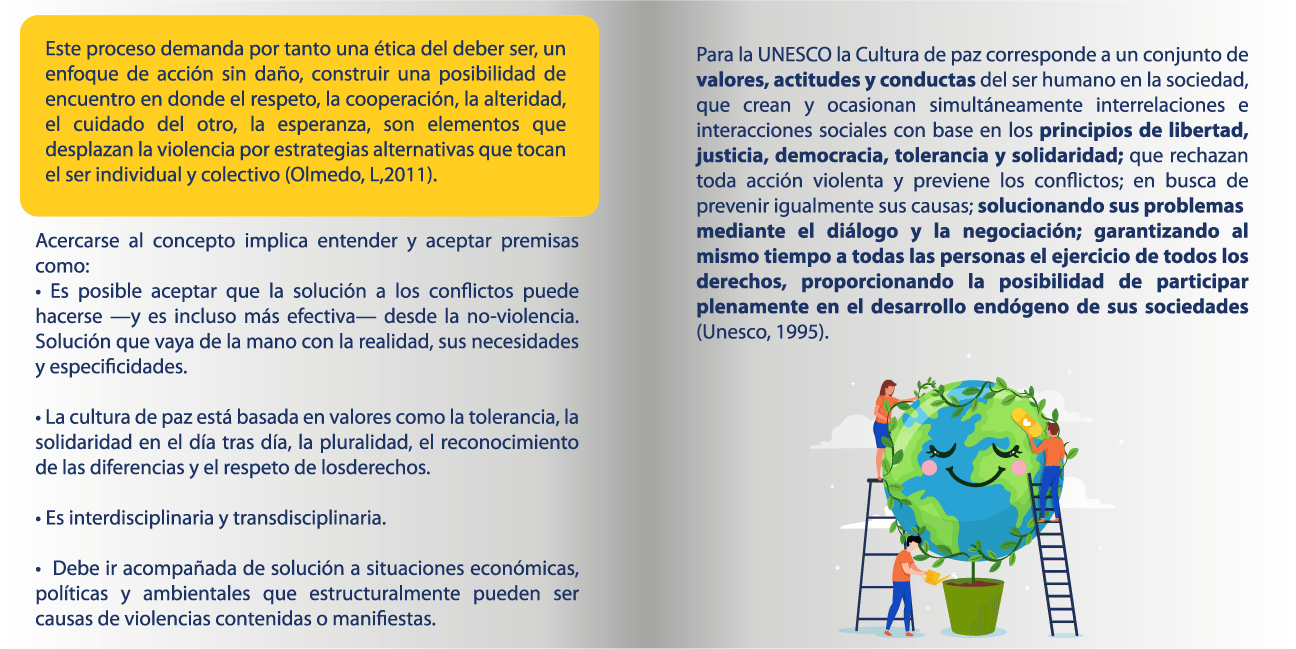 Este proceso demanda por tanto una ética del deber ser, un
enfoque de acción sin daño, construir una posibilidad de
encuentro en donde el respeto, la cooperación, la alteridad,
el cuidado del otro, la esperanza, son elementos que
desplazan la violencia por estrategias alternativas que tocan
el ser individual y colectivo (Olmedo, L,2011).
Acercarse al concepto implica entender y aceptar premisas
como:
• Es posible aceptar que la solución a los conflictos puede
hacerse —y es incluso más efectiva— desde la no-violencia.
Solución que vaya de la mano con la realidad, sus necesidades
y especificidades.
• La cultura de paz está basada en valores como la tolerancia, la
solidaridad en el día tras día, la pluralidad, el reconocimiento
de las diferencias y el respeto de losderechos.
• Es interdisciplinaria y transdisciplinaria.
• Debe ir acompañada de solución a situaciones económicas,
políticas y ambientales que estructuralmente pueden ser
causas de violencias contenidas o manifiestas.
Para la UNESCO la Cultura de paz corresponde a un conjunto de
valores, actitudes y conductas del ser humano en la sociedad,
que crean y ocasionan simultáneamente interrelaciones e
interacciones sociales con base en los principios de libertad,
justicia, democracia, tolerancia y solidaridad; que rechazan
toda acción violenta y previene los conflictos; en busca de
prevenir igualmente sus causas; solucionando sus problemas
mediante el diálogo y la negociación; garantizando al
mismo tiempo a todas las personas el ejercicio de todos los
derechos, proporcionando la posibilidad de participar
plenamente en el desarrollo endógeno de sus sociedades
(Unesco, 1995).